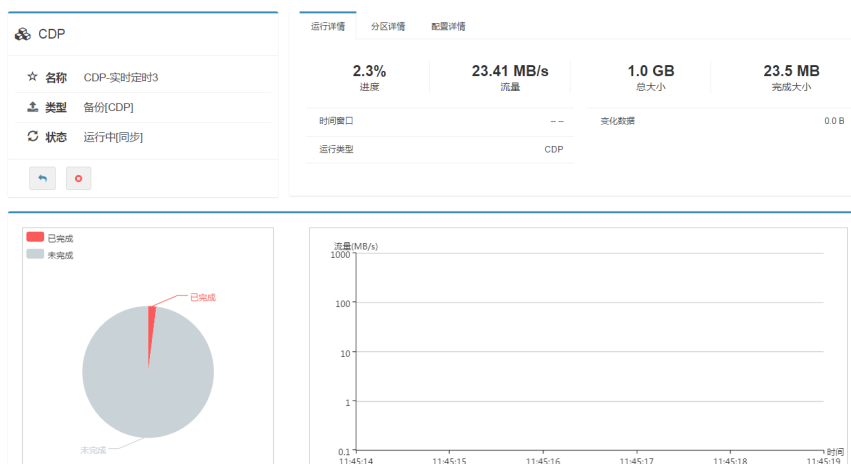 CDP
名称 CDP-实时定时3
类型 备份[CDP]
状态 运行中[同步]
运行详情 分区详情 配置详情
2.3% 23.41 MB/s 1.0 GB 23.5 MB
进度 流量 总大小 完成大小
时间窗口 -- -- 变化数据 0.0 B
运行类型 CDP
已完成
未完成
已完成
未完成
流量(MB/s)
1000
100
10
1
0.1
时间
11:45:14 11:45:15 11:45:16 11:45:17 11:45:18 11:45:19